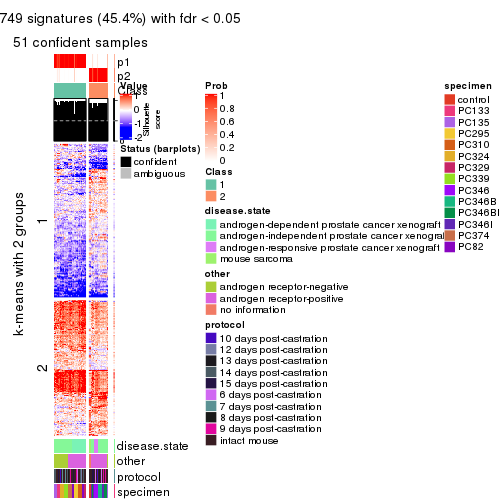 749 signatures (45.4%) with fdr < 0.05
51 confident samples
p1
p2
Class
k-means with 2 groups
1
2
Value
1
0
-1
-2
Silhouette
score
Status (barplots)
confident
ambiguous
disease.state
other
protocol
specimen
Prob
1
0.8
0.6
0.4
0.2
0
Class
1
2
disease.state
androgen-dependent prostate cancer xenograft
androgen-independent prostate cancer xenograf
androgen-responsive prostate cancer xenograft
mouse sarcoma
other
androgen receptor-negative
androgen receptor-positive
no information
protocol
10 days post-castration
12 days post-castration
13 days post-castration
14 days post-castration
15 days post-castration
6 days post-castration
7 days post-castration
8 days post-castration
9 days post-castration
intact mouse
specimen
control
PC133
PC135
PC295
PC310
PC324
PC329
PC339
PC346
PC346B
PC346BI
PC346I
PC374
PC82